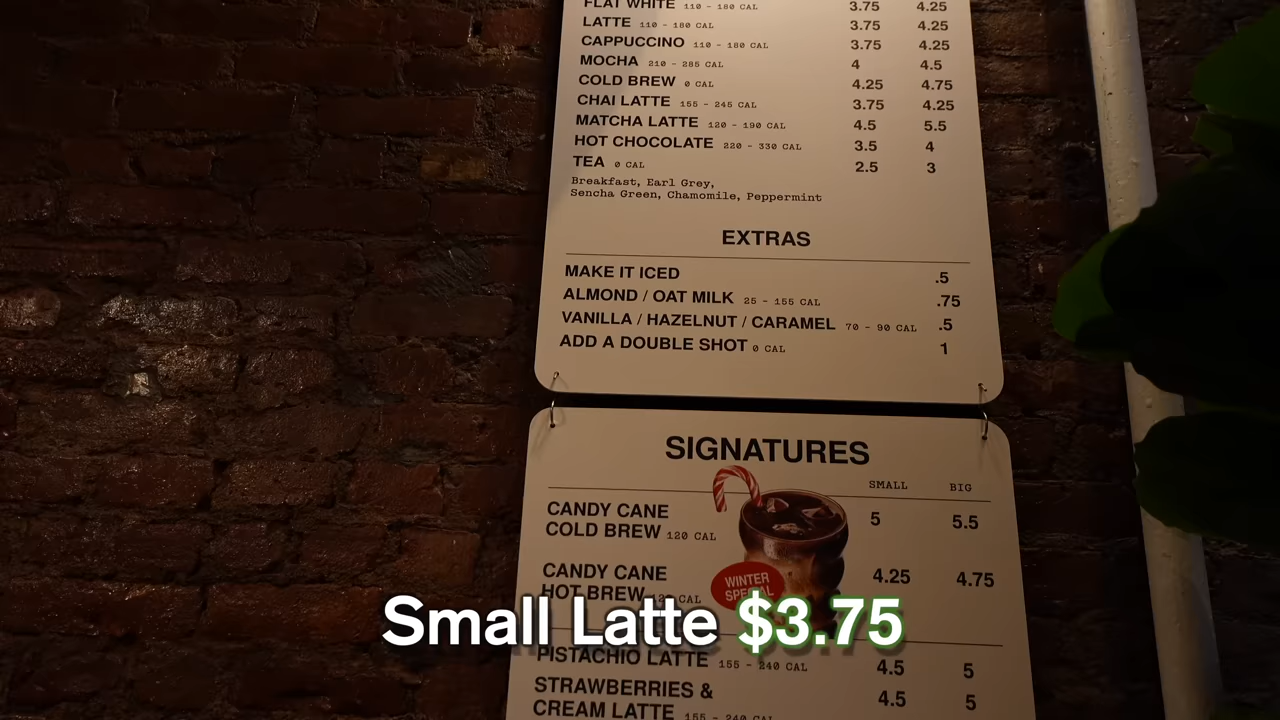 FLAT WHITE 110 - 180 CAL 3.75 4.25
LATTE 110 - 180 CAL 3.75 4.25
CAPPUCCINO 110 - 180 CAL 3.75 4.25
MOCHA 210 - 285 CAL 4 4.5
COLD BREW 0 CAL 4.25 4.75
CHAI LATTE 155 - 245 CAL 3.75 4.25
MATCHA LATTE 120 - 190 CAL 4.5 5.5
HOT CHOCOLATE 220 - 330 CAL 3.5 4
TEA 0 CAL 2.5 3
Breakfast, Earl Grey,
Sencha Green, Chamomile, Peppermint
EXTRAS
MAKE IT ICED .5
ALMOND / OAT MILK 25 - 155 CAL .75
VANILLA / HAZELNUT / CARAMEL 70 - 90 CAL .5
ADD A DOUBLE SHOT 0 CAL 1
SIGNATURES
SMALL BIG
CANDY CANE
COLD BREW 120 CAL 5 5.5
CANDY CANE
HOT BREW 120 CAL 4.25 4.75
WINTER
SPECIAL
Small Latte $3.75
PISTACHIO LATTE 155 - 240 CAL 4.5 5
STRAWBERRIES &
CREAM LATTE 155 - 240 CAL 4.5 5